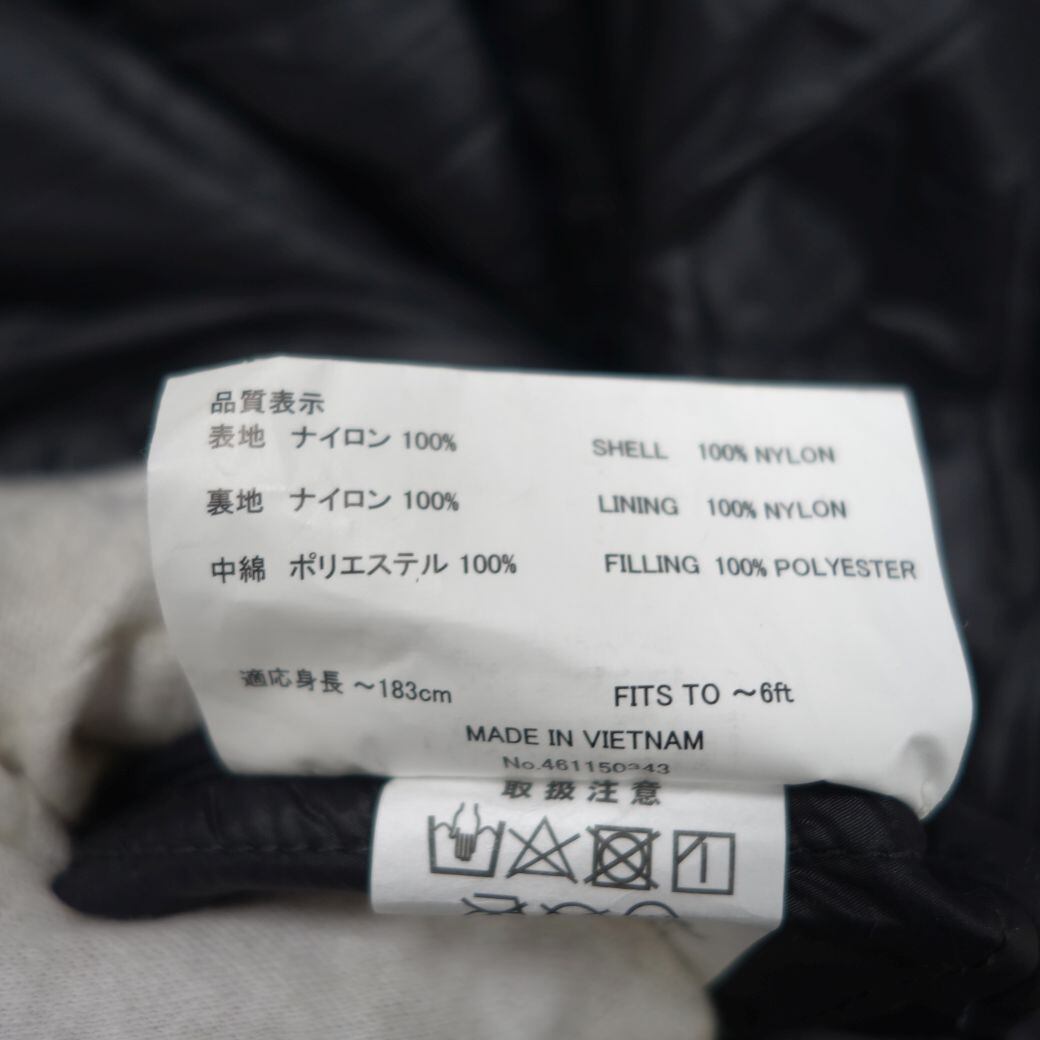 品質表示
表地 ナイロン 100% SHELL 100% NYLON
裏地 ナイロン 100% LINING 100% NYLON
中綿 ポリエステル 100% FILLING 100% POLYESTER
適応身長 ～183cm FITS TO ～6ft
MADE IN VIETNAM
No.461150343
取扱注意